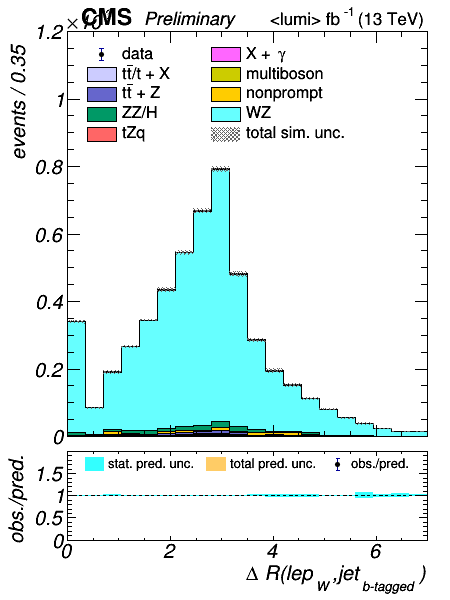 CMS Preliminary <lumi> fb⁻¹ (13 TeV)
1.2
events / 0.35
data
X + γ
tt̄/t + X
multiboson
tt̄ + Z
nonprompt
ZZ/H
WZ
tZq
total sim. unc.
1
0.8
0.6
0.4
0.2
0
obs./pred.
stat. pred. unc.
total pred. unc.
obs./pred.
1.5
1
0.5
0
0 2 4 6
Δ R(lep_W,jet_b-tagged)